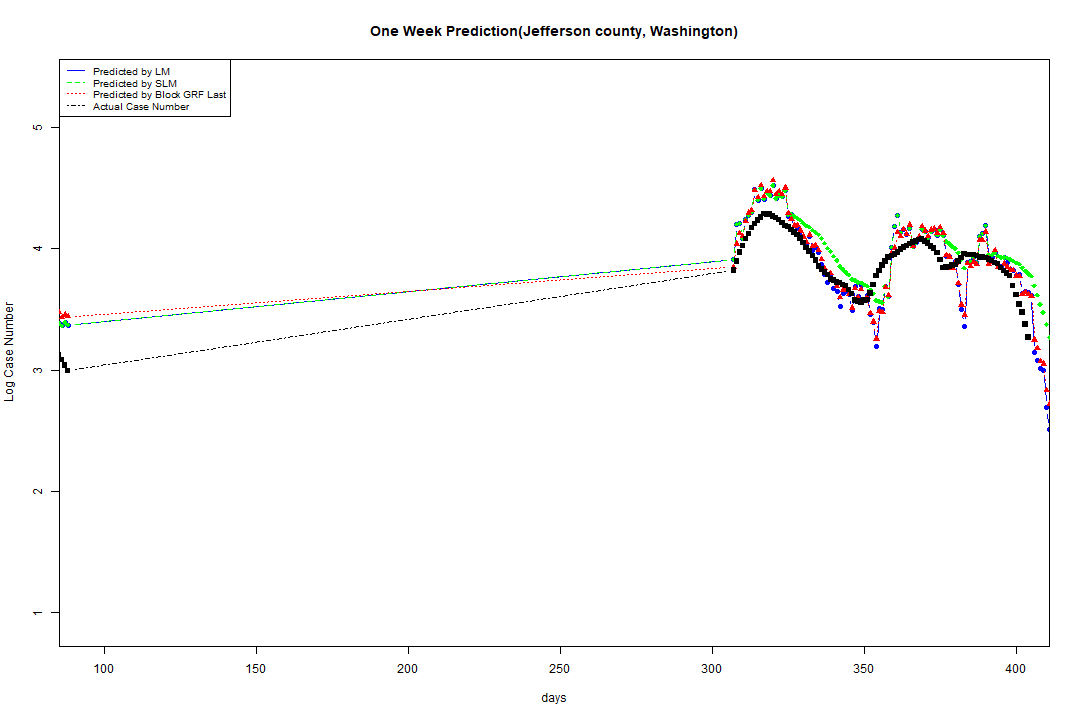 One Week Prediction(Jefferson county, Washington)
Predicted by LM
Predicted by SLM
Predicted by Block GRF Last
Actual Case Number
5
4
3
2
1
Log Case Number
100 150 200 250 300 350 400
days